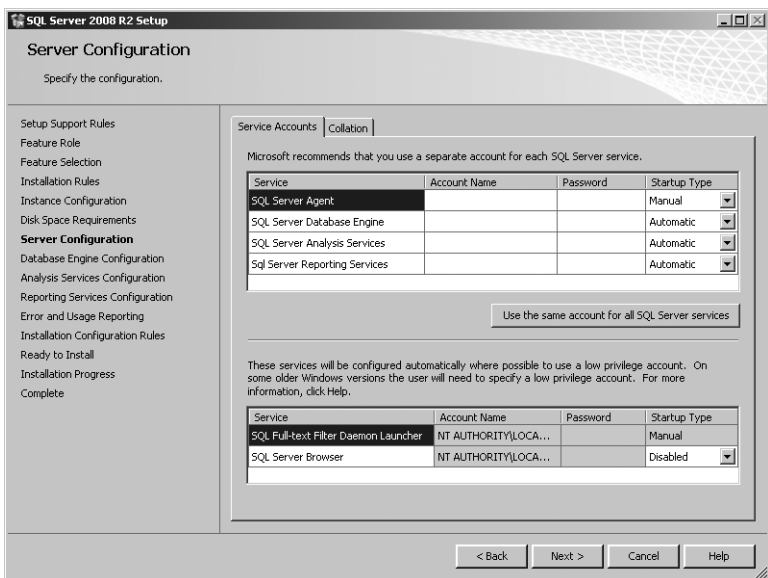 SQL Server 2008 R2 Setup
Server Configuration
Specify the configuration.
Setup Support Rules
Feature Role
Feature Selection
Installation Rules
Instance Configuration
Disk Space Requirements
Server Configuration
Database Engine Configuration
Analysis Services Configuration
Reporting Services Configuration
Error and Usage Reporting
Installation Configuration Rules
Ready to Install
Installation Progress
Complete
Service Accounts Collation
Microsoft recommends that you use a separate account for each SQL Server service.
Service Account Name Password Startup Type
SQL Server Agent Manual
SQL Server Database Engine Automatic
SQL Server Analysis Services Automatic
Sql Server Reporting Services Automatic
Use the same account for all SQL Server services
These services will be configured automatically where possible to use a low privilege account. On
some older Windows versions the user will need to specify a low privilege account. For more
information, click Help.
Service Account Name Password Startup Type
SQL Full-text Filter Daemon Launcher NT AUTHORITY\LOCA... Manual
SQL Server Browser NT AUTHORITY\LOCA... Disabled
< Back Next > Cancel Help